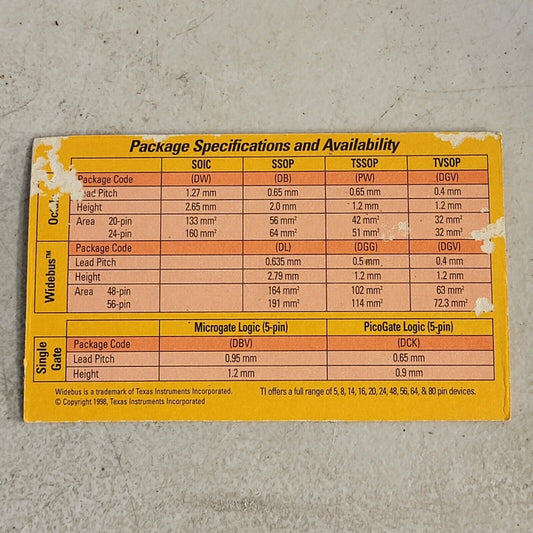 Package Specifications and Availability
SOIC SSOP TSSOP TVSOP
Package Code (DW) (DB) (PW) (DGV)
Pitch 1.27 mm 0.65 mm 0.65 mm 0.4 mm
Height 2.65 mm 2.0 mm 1.2 mm 1.2 mm
Area 20-pin 133 mm² 56 mm² 42 mm² 32 mm²
24-pin 160 mm² 64 mm² 51 mm² 32 mm²
Widebus™
Package Code (DL) (DGG) (DGV)
Lead Pitch 0.635 mm 0.5 mm 0.4 mm
Height 2.79 mm 1.2 mm 1.2 mm
Area 48-pin 164 mm² 102 mm² 63 mm²
56-pin 191 mm² 114 mm² 72.3 mm²
Single Gate
Microgate Logic (5-pin) PicoGate Logic (5-pin)
Package Code (DBV) (DCK)
Lead Pitch 0.95 mm 0.65 mm
Height 1.2 mm 0.9 mm
Widebus is a trademark of Texas Instruments Incorporated.
© Copyright 1998, Texas Instruments Incorporated
TI offers a full range of 5, 8, 14, 16, 20, 24, 48, 56, 64, & 80 pin devices.